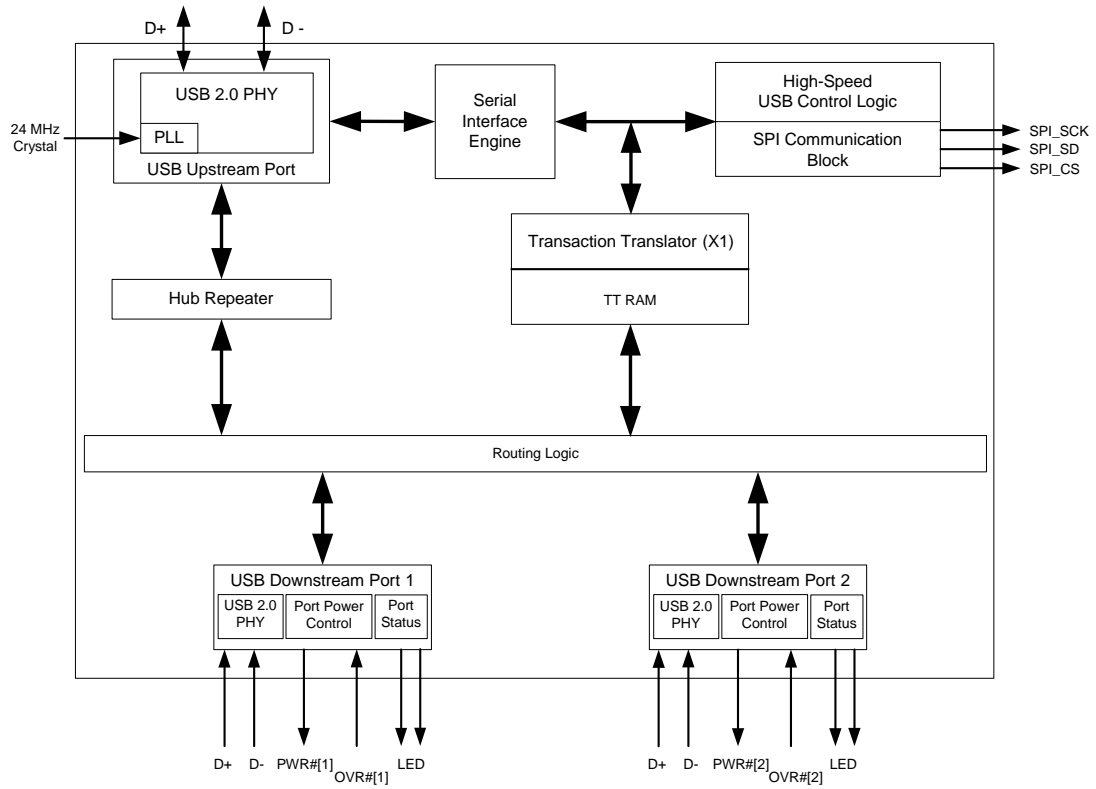 D+
D -
USB 2.0 PHY
PLL
USB Upstream Port
24 MHz
Crystal
Serial
Interface
Engine
High-Speed
USB Control Logic
SPI Communication
Block
SPI_SCK
SPI_SD
SPI_CS
Transaction Translator (X1)
TT RAM
Hub Repeater
Routing Logic
USB Downstream Port 1
USB 2.0
PHY
Port Power
Control
Port
Status
USB Downstream Port 2
USB 2.0
PHY
Port Power
Control
Port
Status
D+
D-
PWR#[1]
OVR#[1]
LED
D+
D-
PWR#[2]
OVR#[2]
LED